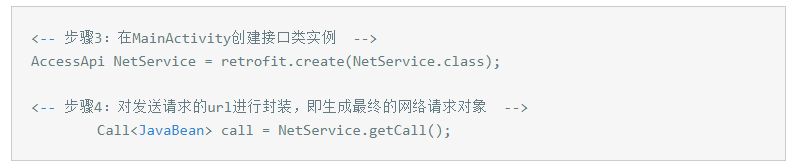 <-- 步骤3：在MainActivity创建接口类实例  -->
AccessApi NetService = retrofit.create(NetService.class);
<-- 步骤4：对发送请求的url进行封装，即生成最终的网络请求对象  -->
Call<JavaBean> call = NetService.getCall();